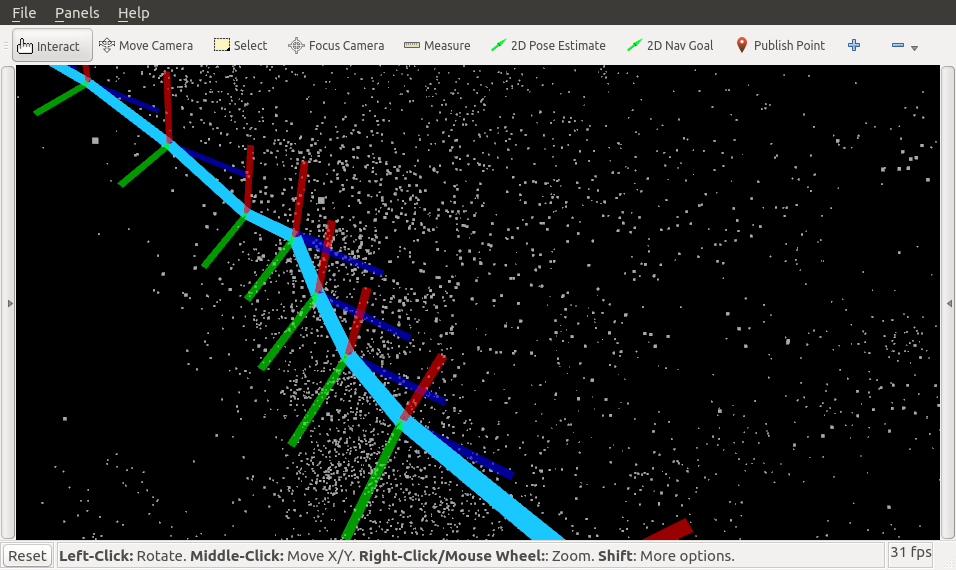 File Panels Help
Interact Move Camera Select Focus Camera Measure 2D Pose Estimate 2D Nav Goal Publish Point
Reset Left-Click: Rotate. Middle-Click: Move X/Y. Right-Click/Mouse Wheel:: Zoom. Shift: More options. 31 fps